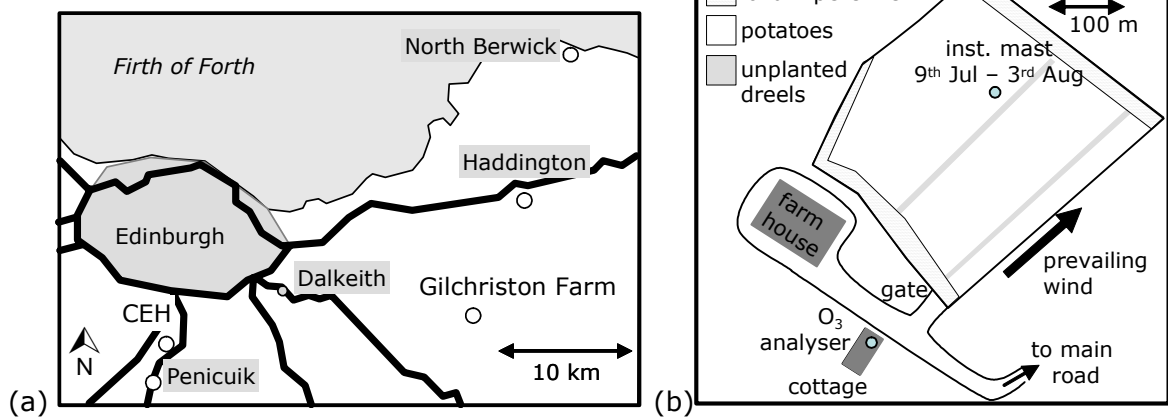 North Berwick
Firth of Forth
Haddington
Edinburgh
Dalkeith
Gilchriston Farm
CEH
N
Penicuik
10 km
(a)
100 m
potatoes
unplanted
dreels
inst. mast
9th Jul – 3rd Aug
farm
house
prevailing
wind
gate
O3
analyser
cottage
to main
road
(b)